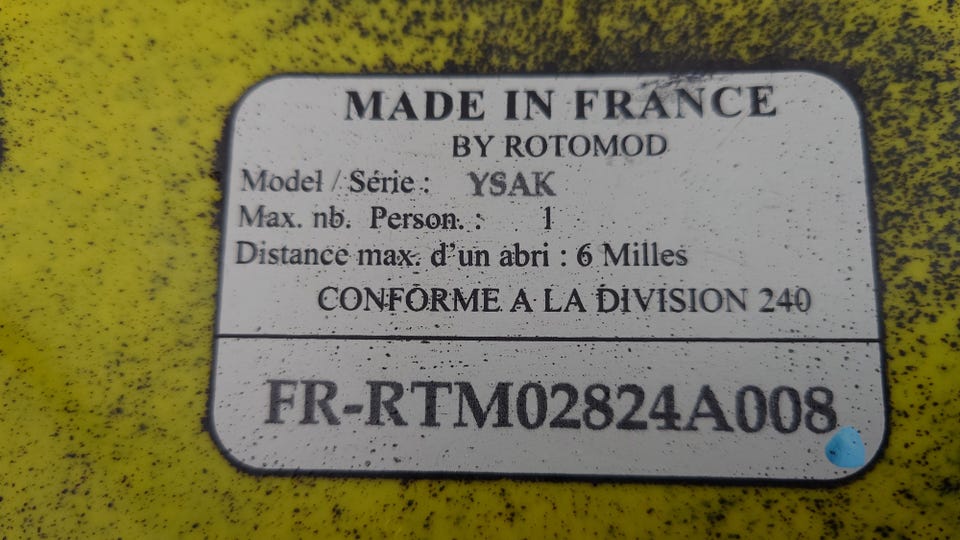 MADE IN FRANCE
BY ROTOMOD
Model / Série : YSAK
Max. nb. Person. : 1
Distance max. d'un abri : 6 Milles
CONFORME A LA DIVISION 240
FR-RTM02824A008